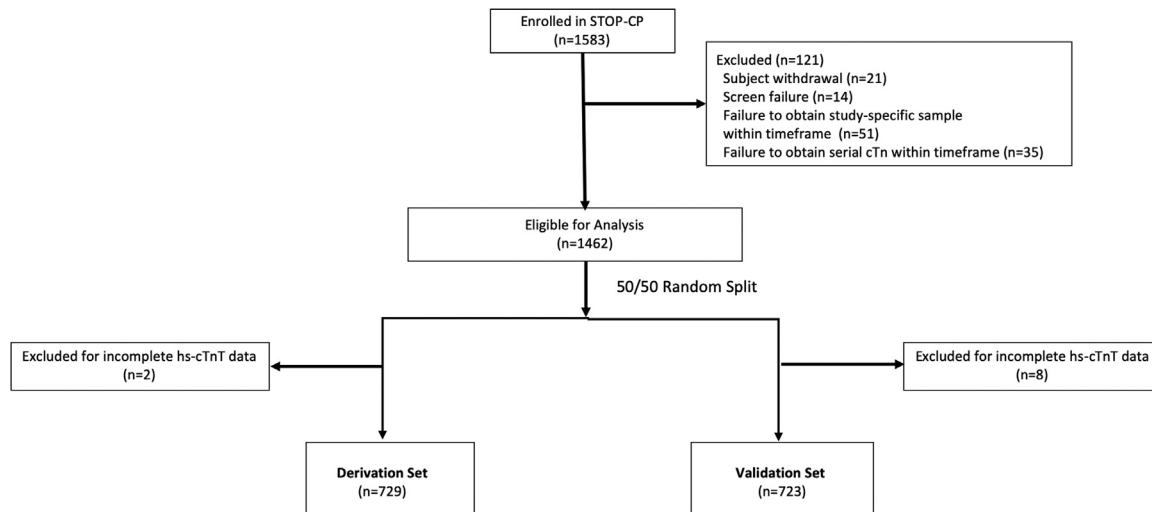 Enrolled in STOP-CP
(n=1583)
Excluded (n=121)
Subject withdrawal (n=21)
Screen failure (n=14)
Failure to obtain study-specific sample
within timeframe (n=51)
Failure to obtain serial cTn within timeframe (n=35)
Eligible for Analysis
(n=1462)
50/50 Random Split
Excluded for incomplete hs-cTnT data
(n=2)
Excluded for incomplete hs-cTnT data
(n=8)
Derivation Set
(n=729)
Validation Set
(n=723)